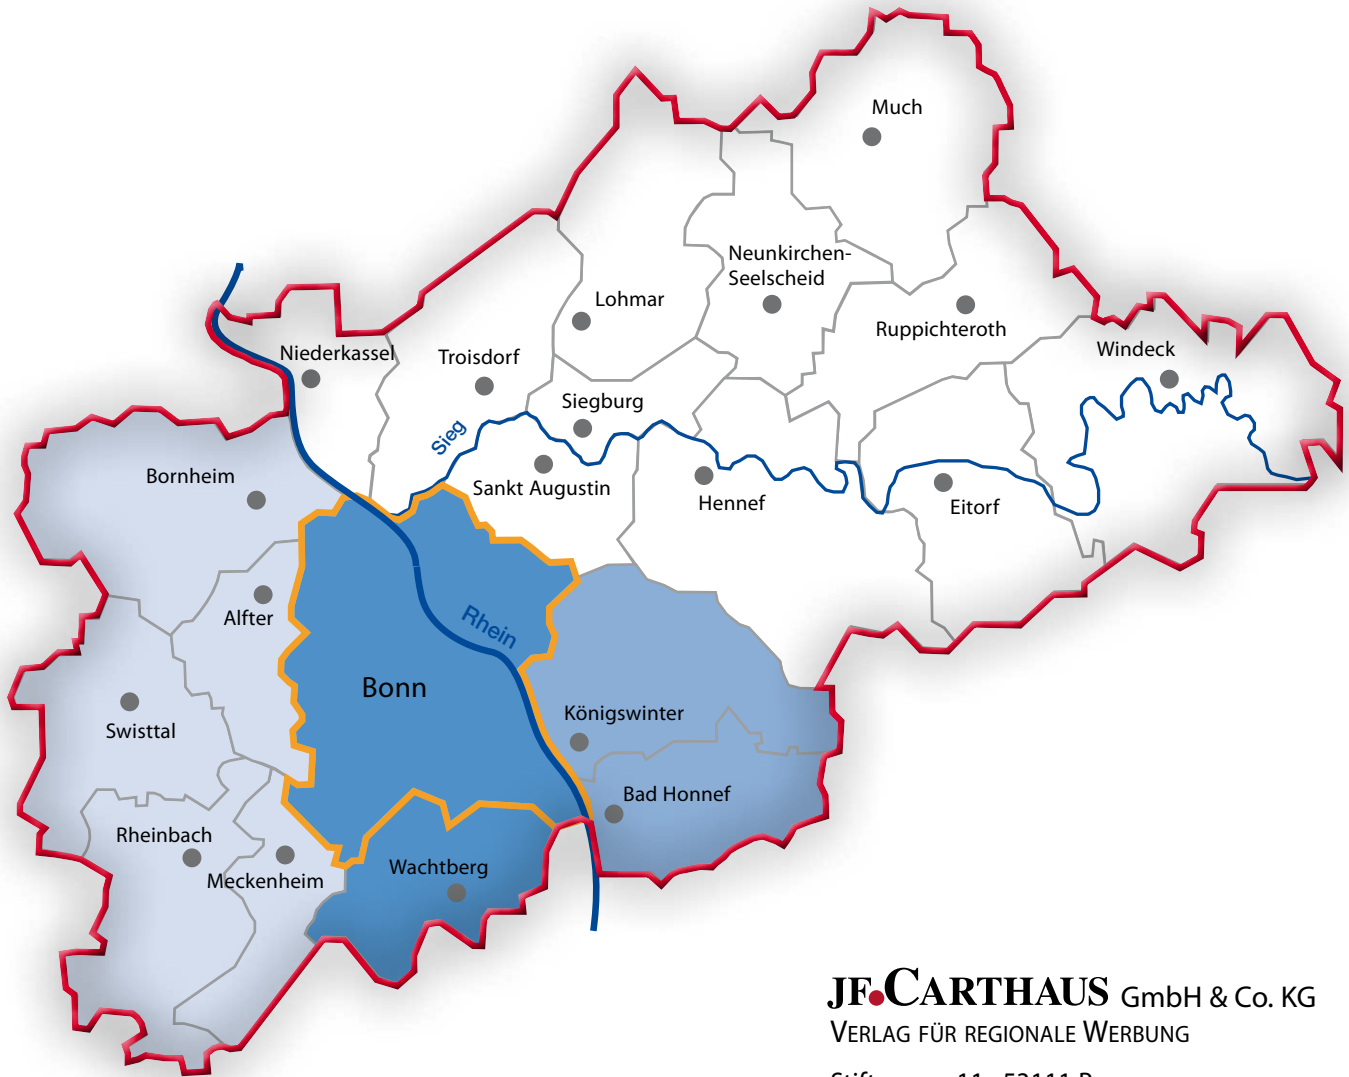 Much
Neunkirchen-
Seelscheid
Lohmar
Ruppichteroth
Windeck
Niederkassel
Troisdorf
Siegburg
Sieg
Bornheim
Sankt Augustin
Hennef
Eitorf
Alfter
Rhein
Bonn
Königswinter
Swisttal
Bad Honnef
Rheinbach
Wachtberg
Meckenheim
JF.CARTHAUS GmbH & Co. KG
VERLAG FÜR REGIONALE WERBUNG